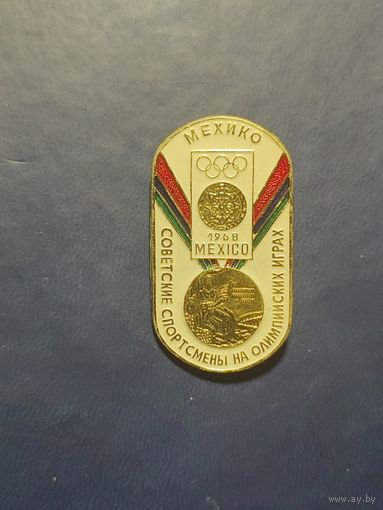 МЕХИКО
1968
MEXICO
СОВЕТСКИЕ СПОРТСМЕНЫ НА ОЛИМПИЙСКИХ ИГРАХ
www.ay.by